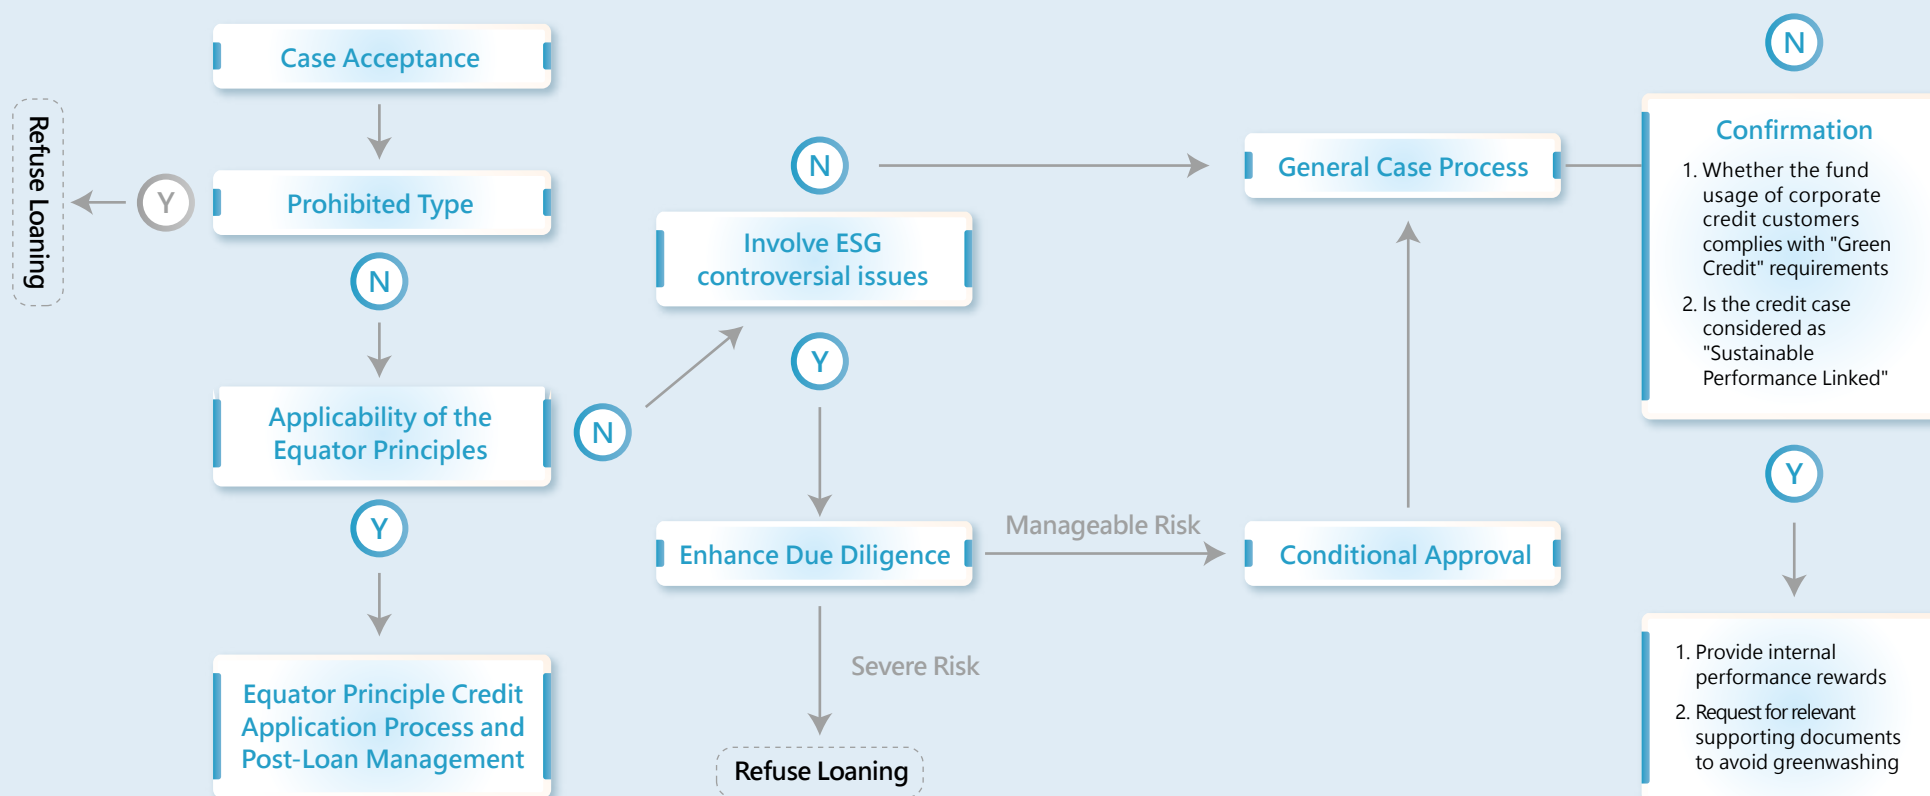 Case Acceptance
Refuse Loaning
Y
Prohibited Type
N
Applicability of the
Equator Principles
N
Y
Equator Principle Credit
Application Process and
Post-Loan Management
N
Involve ESG
controversial issues
Y
Enhance Due Diligence
Manageable Risk
Severe Risk
Refuse Loaning
General Case Process
Conditional Approval
N
Confirmation
1. Whether the fund
usage of corporate
credit customers
complies with "Green
Credit" requirements
2. Is the credit case
considered as
"Sustainable
Performance Linked"
Y
1. Provide internal
performance rewards
2. Request for relevant
supporting documents
to avoid greenwashing